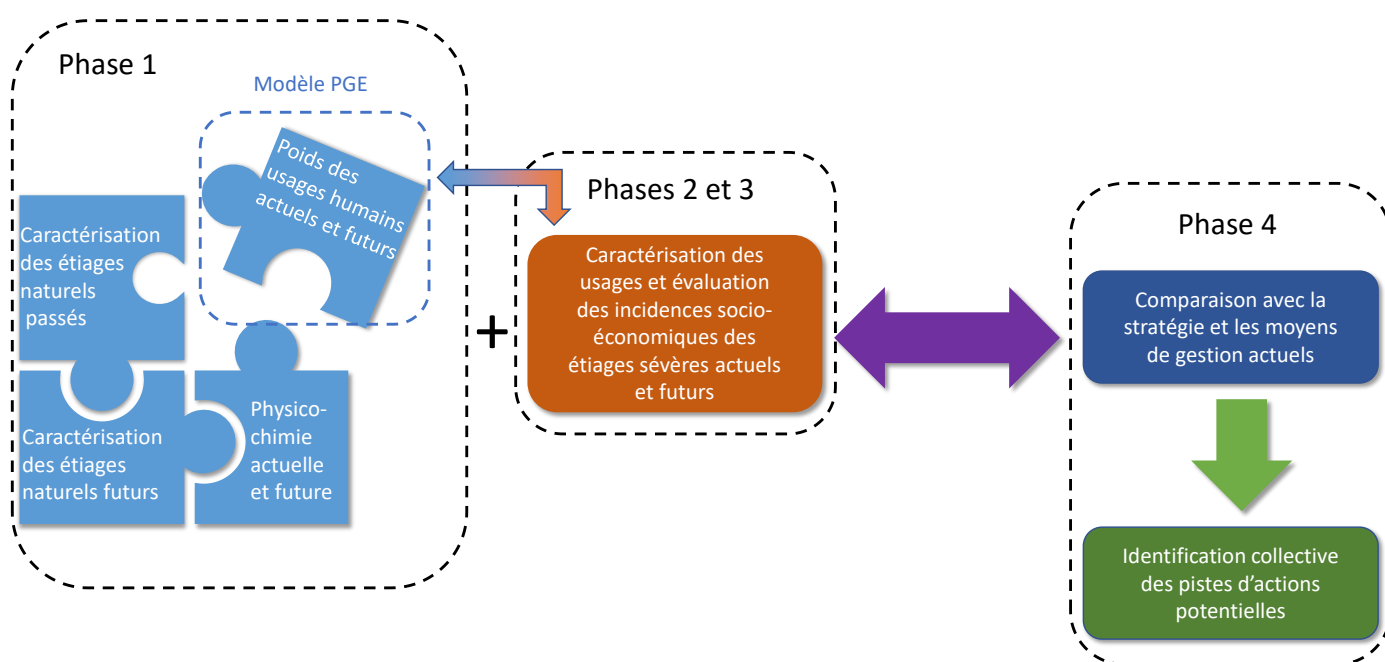 Phase 1
Modèle PGE
Poids des
usages humains
actuels et futurs
Caractérisation
des étiages
naturels
passés
Caractérisation
des étiages
naturels futurs
Physico-
chimie
actuelle
et future
+
Phases 2 et 3
Caractérisation des
usages et évaluation
des incidences socio-
économiques des
étiages sévères actuels
et futurs
Phase 4
Comparaison avec la
stratégie et les moyens
de gestion actuels
Identification collective
des pistes d’actions
potentielles